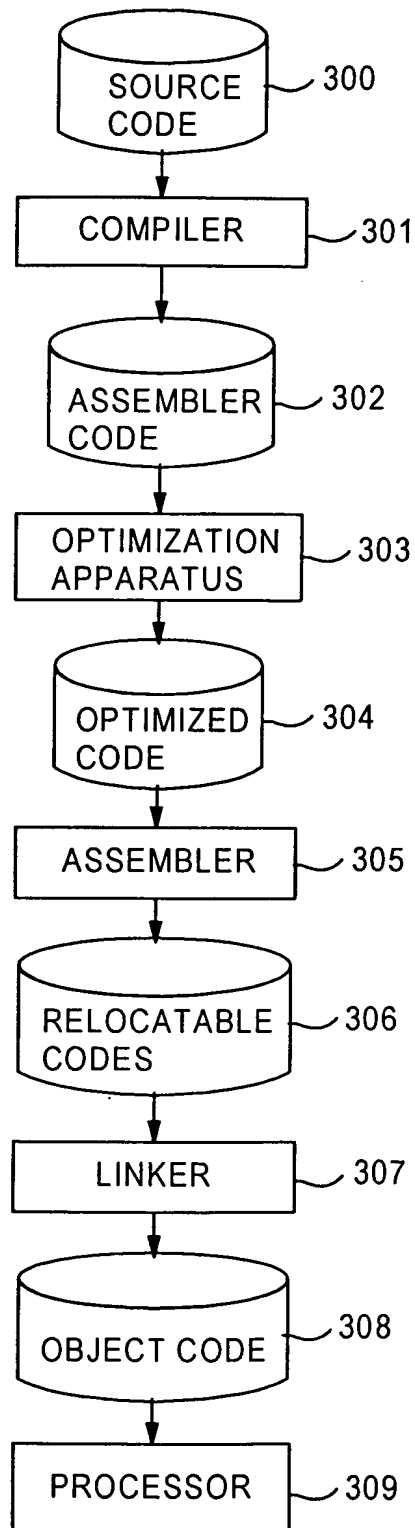 SOURCE
CODE
300
COMPILER
301
ASSEMBLER
CODE
302
OPTIMIZATION
APPARATUS
303
OPTIMIZED
CODE
304
ASSEMBLER
305
RELOCATABLE
CODES
306
LINKER
307
OBJECT CODE
308
PROCESSOR
309